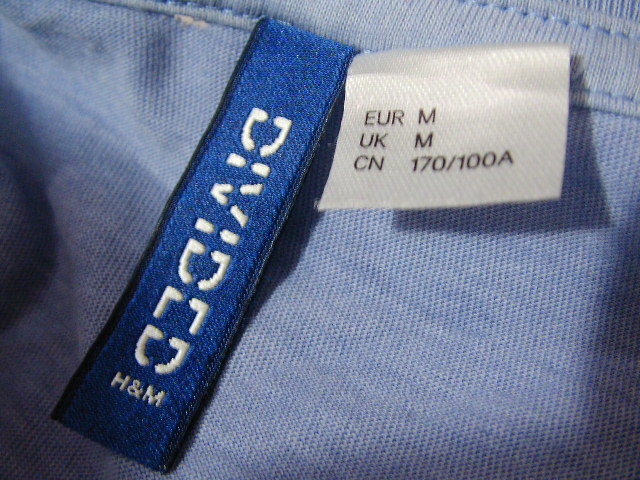 DIVIDED
H&M
EUR M
UK M
CN 170/100A